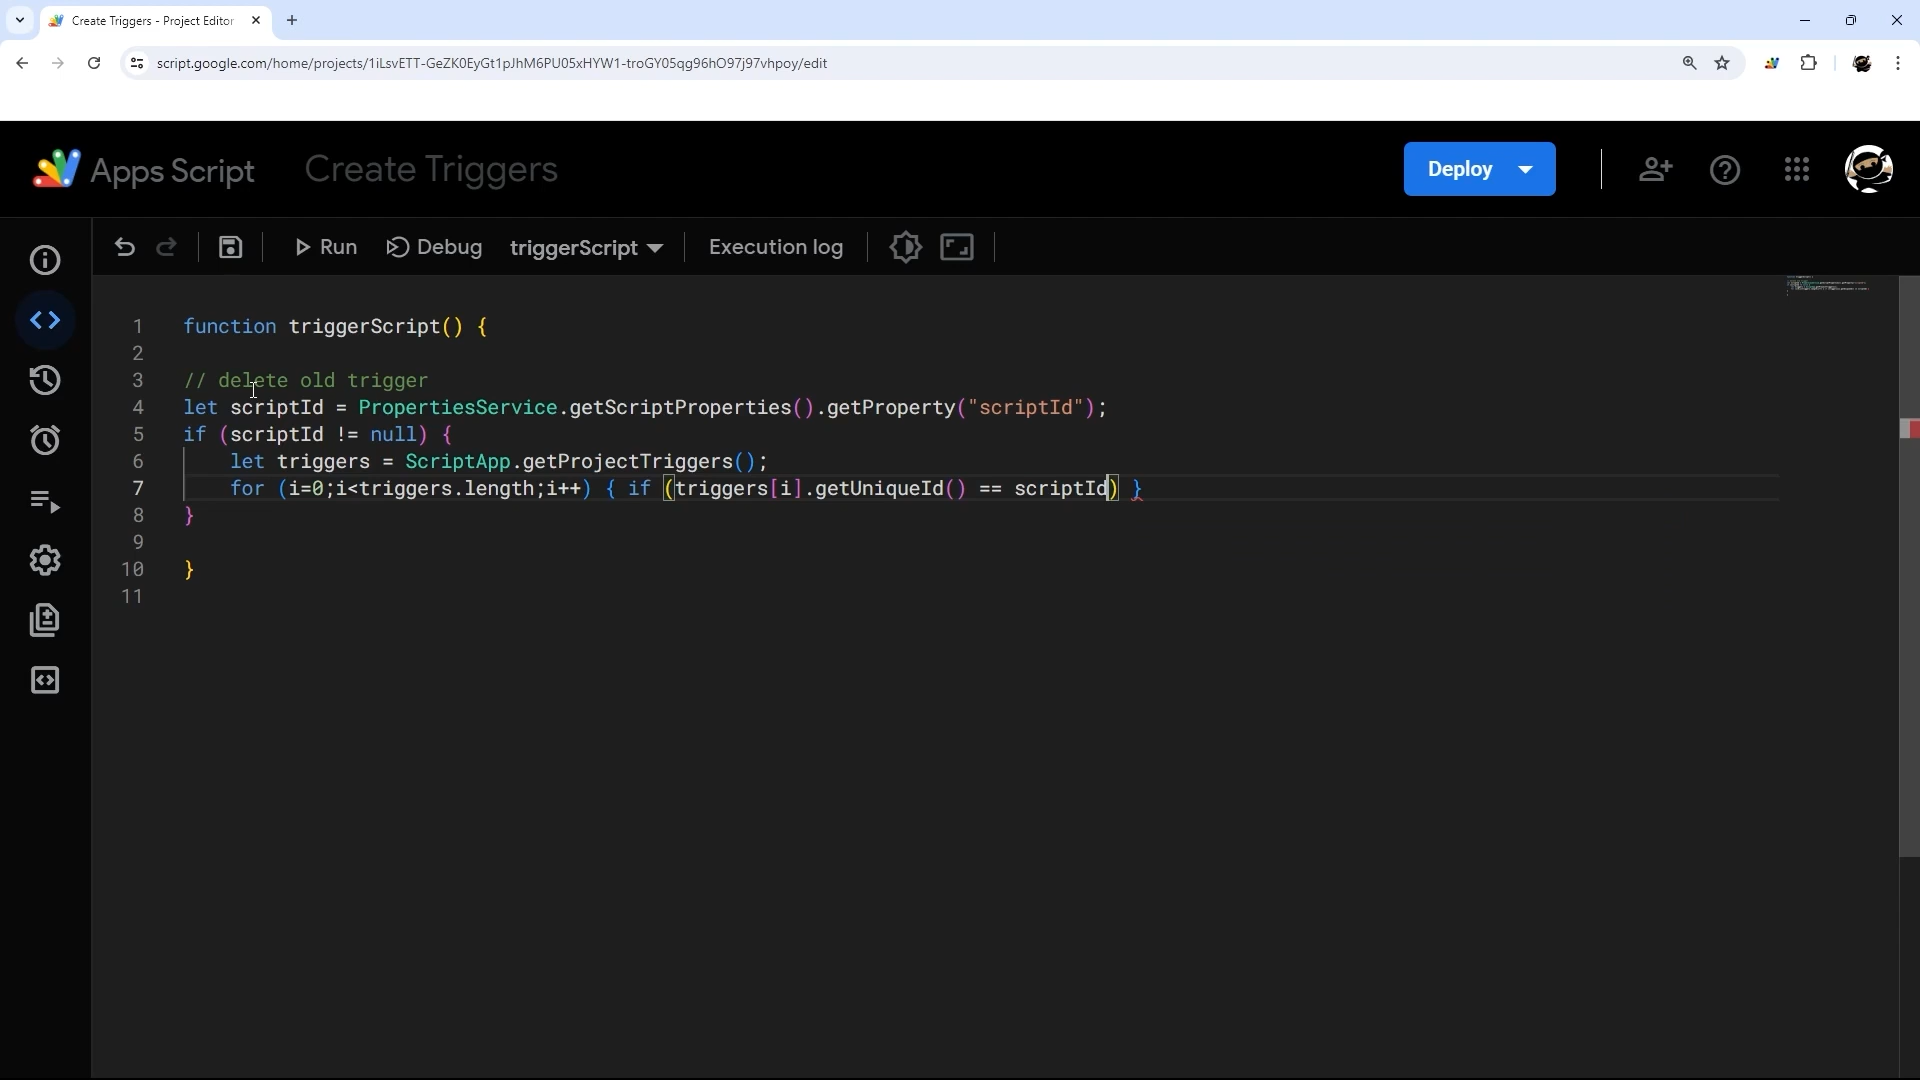 Create Triggers - Project Editor
script.google.com/home/projects/1iLsvETT-GeZK0EyGt1pJhM6PU05xHYW1-troGY05qg96hO97j97vhpoy/edit
Apps Script Create Triggers Deploy
Run Debug triggerScript Execution log
1 function triggerScript() {
2
3 // delete old trigger
4 let scriptId = PropertiesService.getScriptProperties().getProperty("scriptId");
5 if (scriptId != null) {
6 let triggers = ScriptApp.getProjectTriggers();
7 for (i=0;i<triggers.length;i++) { if (triggers[i].getUniqueId() == scriptId) }
8 }
9
10 }
11